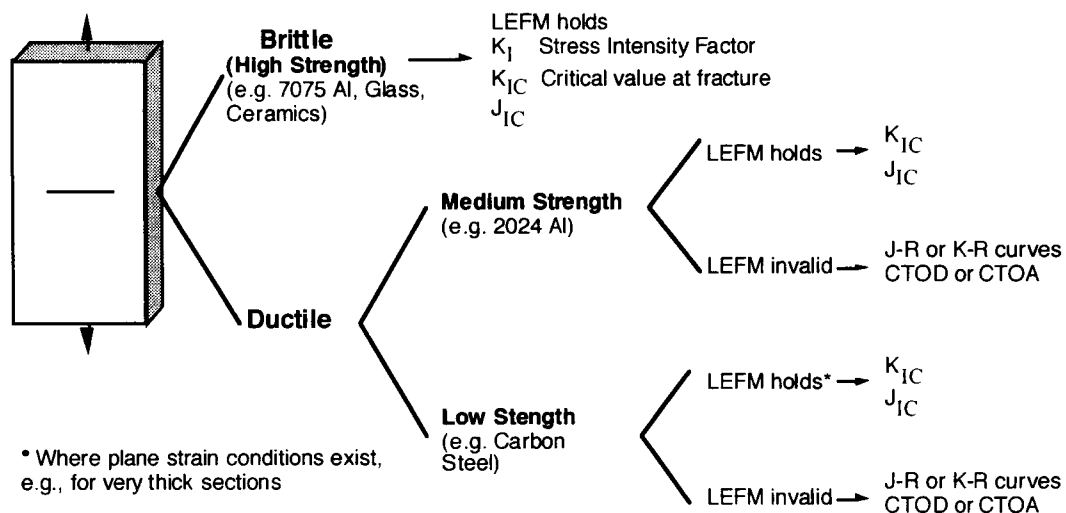 Brittle
(High Strength)
(e.g. 7075 Al, Glass,
Ceramics)
LEFM holds
K_I Stress Intensity Factor
K_IC Critical value at fracture
J_IC
Ductile
Medium Strength
(e.g. 2024 Al)
LEFM holds
K_IC
J_IC
LEFM invalid
J-R or K-R curves
CTOD or CTOA
Low Stength
(e.g. Carbon
Steel)
LEFM holds*
K_IC
J_IC
LEFM invalid
J-R or K-R curves
CTOD or CTOA
* Where plane strain conditions exist,
e.g., for very thick sections